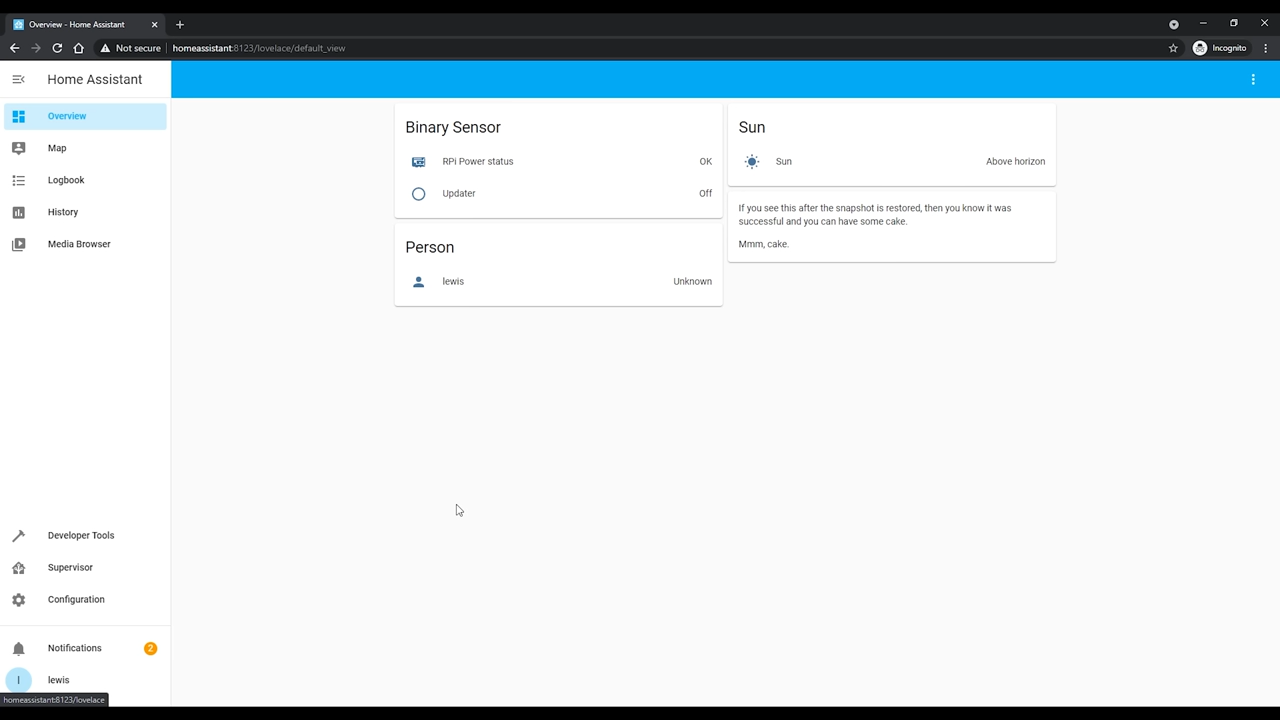 Overview - Home Assistant
Not secure
homeassistant:8123/lovelace/default_view
Incognito
Home Assistant
Overview
Map
Logbook
History
Media Browser
Developer Tools
Supervisor
Configuration
Notifications 2
l lewis
homeassistant:8123/lovelace
Binary Sensor
RPi Power status OK
Updater Off
Person
lewis Unknown
Sun
Sun Above horizon
If you see this after the snapshot is restored, then you know it was
successful and you can have some cake.
Mmm, cake.